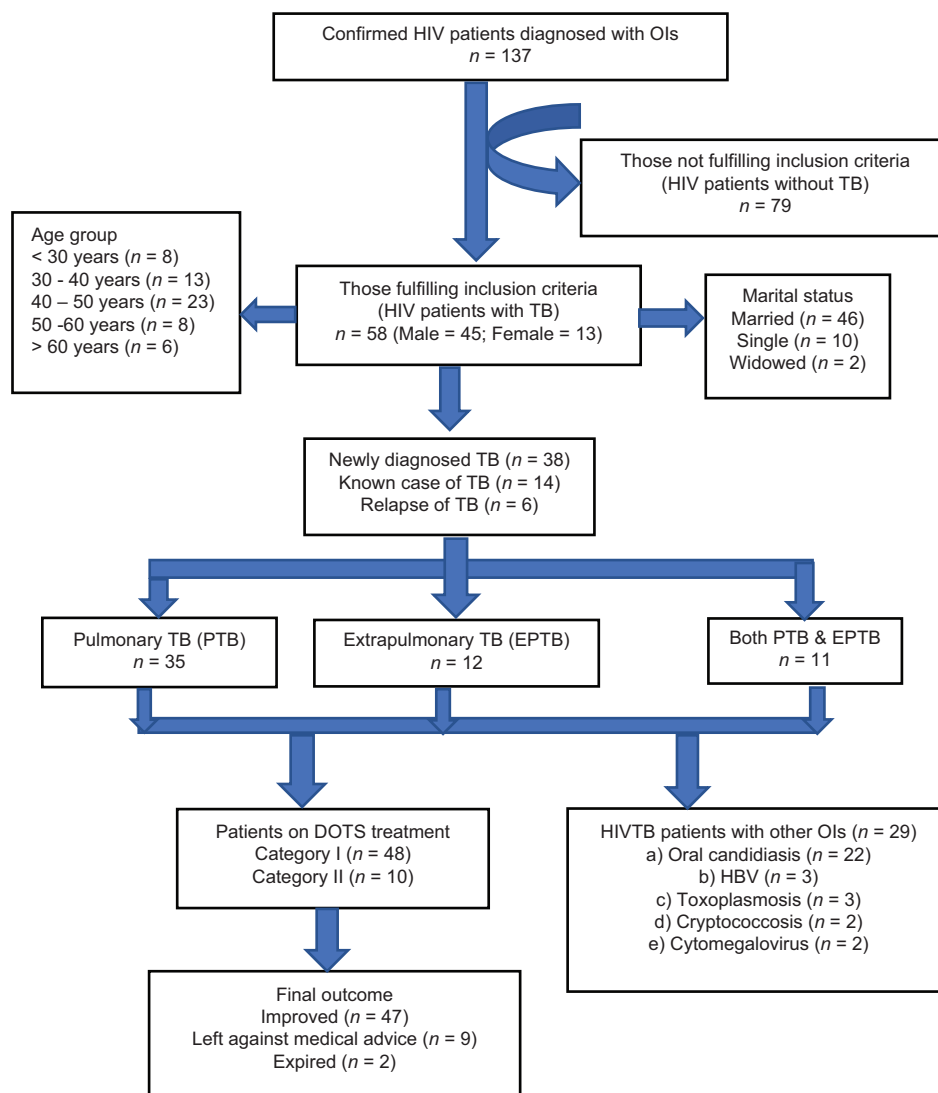 Confirmed HIV patients diagnosed with OIs
n = 137
Those not fulfilling inclusion criteria
(HIV patients without TB)
n = 79
Age group
< 30 years (n = 8)
30 - 40 years (n = 13)
40 – 50 years (n = 23)
50 -60 years (n = 8)
> 60 years (n = 6)
Those fulfilling inclusion criteria
(HIV patients with TB)
n = 58 (Male = 45; Female = 13)
Marital status
Married (n = 46)
Single (n = 10)
Widowed (n = 2)
Newly diagnosed TB (n = 38)
Known case of TB (n = 14)
Relapse of TB (n = 6)
Pulmonary TB (PTB)
n = 35
Extrapulmonary TB (EPTB)
n = 12
Both PTB & EPTB
n = 11
Patients on DOTS treatment
Category I (n = 48)
Category II (n = 10)
HIVTB patients with other OIs (n = 29)
a) Oral candidiasis (n = 22)
b) HBV (n = 3)
c) Toxoplasmosis (n = 3)
d) Cryptococcosis (n = 2)
e) Cytomegalovirus (n = 2)
Final outcome
Improved (n = 47)
Left against medical advice (n = 9)
Expired (n = 2)